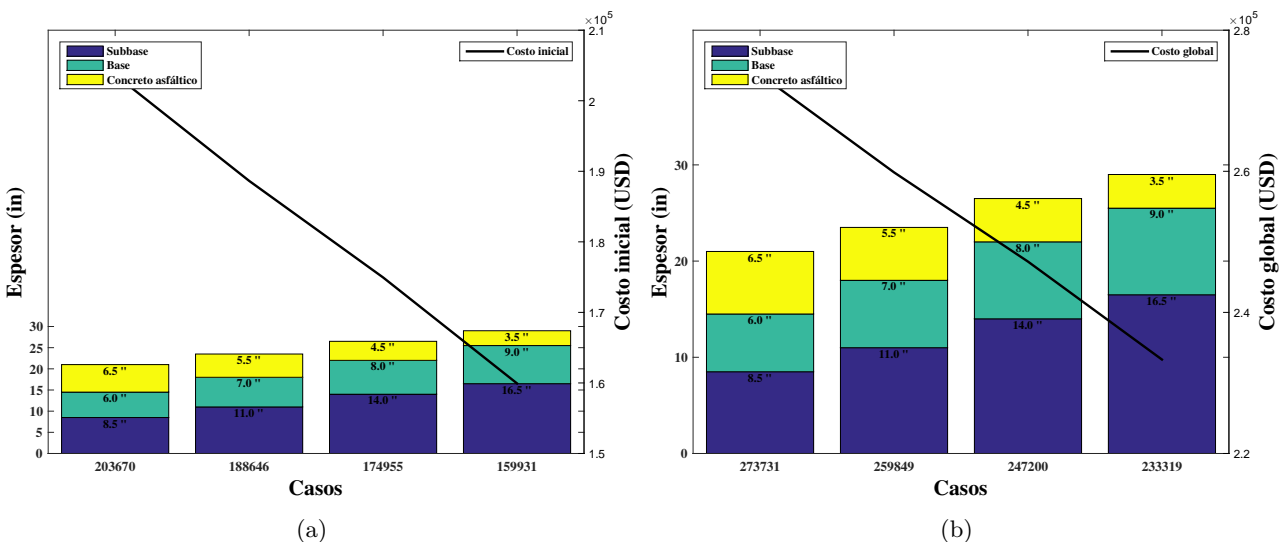 ×10⁵
Subbase
Base
Concreto asfáltico
Costo inicial
2.1
2
1.9
1.8
1.7
1.6
1.5
Costo inicial (USD)
Espesor (in)
30
25
20
15
10
5
0
6.5 "
6.0 "
8.5 "
5.5 "
7.0 "
11.0 "
4.5 "
8.0 "
14.0 "
3.5 "
9.0 "
16.5 "
203670 188646 174955 159931
Casos
(a)
×10⁵
Subbase
Base
Concreto asfáltico
Costo global
2.8
2.6
2.4
2.2
Costo global (USD)
Espesor (in)
30
20
10
0
6.5 "
6.0 "
8.5 "
5.5 "
7.0 "
11.0 "
4.5 "
8.0 "
14.0 "
3.5 "
9.0 "
16.5 "
273731 259849 247200 233319
Casos
(b)